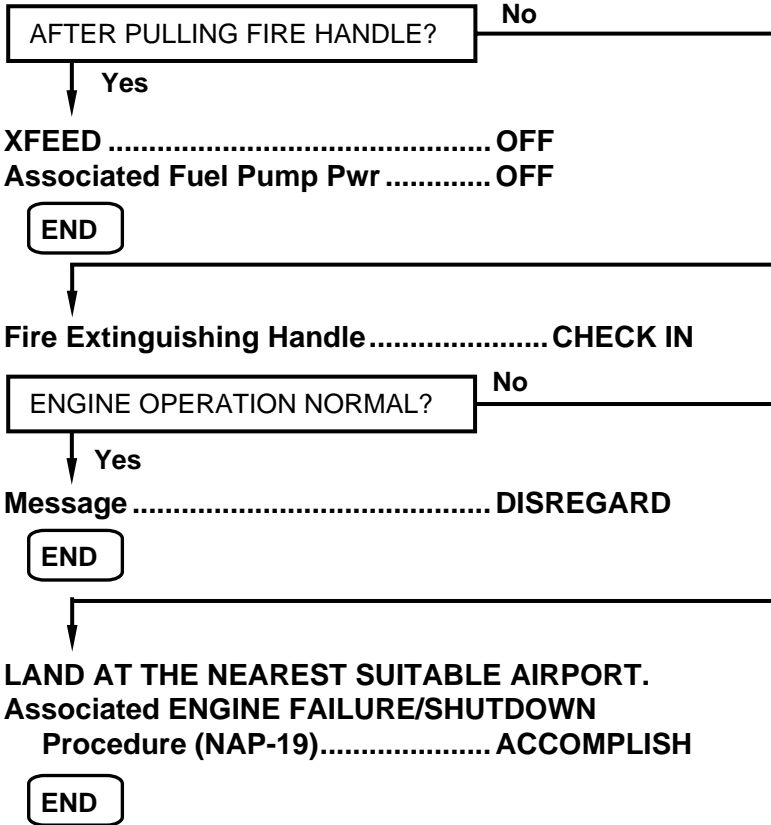 AFTER PULLING FIRE HANDLE?
No
Yes
XFEED ............................................... OFF
Associated Fuel Pump Pwr ............. OFF
END
Fire Extinguishing Handle...................... CHECK IN
ENGINE OPERATION NORMAL?
No
Yes
Message ............................................ DISREGARD
END
LAND AT THE NEAREST SUITABLE AIRPORT.
Associated ENGINE FAILURE/SHUTDOWN
Procedure (NAP-19)..................... ACCOMPLISH
END